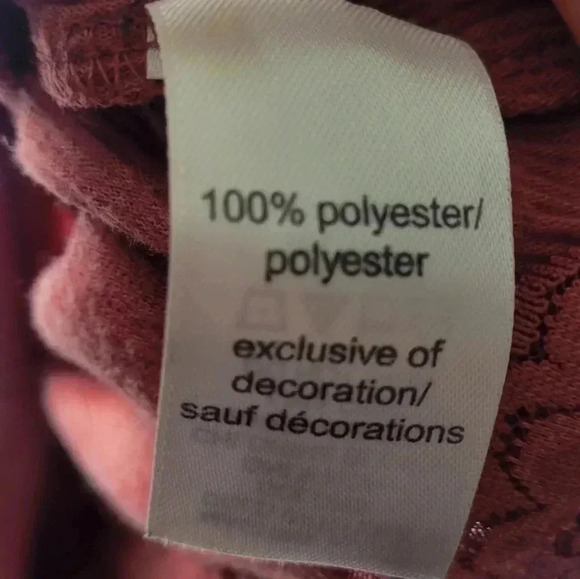 100% polyester/
polyester
exclusive of
decoration/
sauf décorations